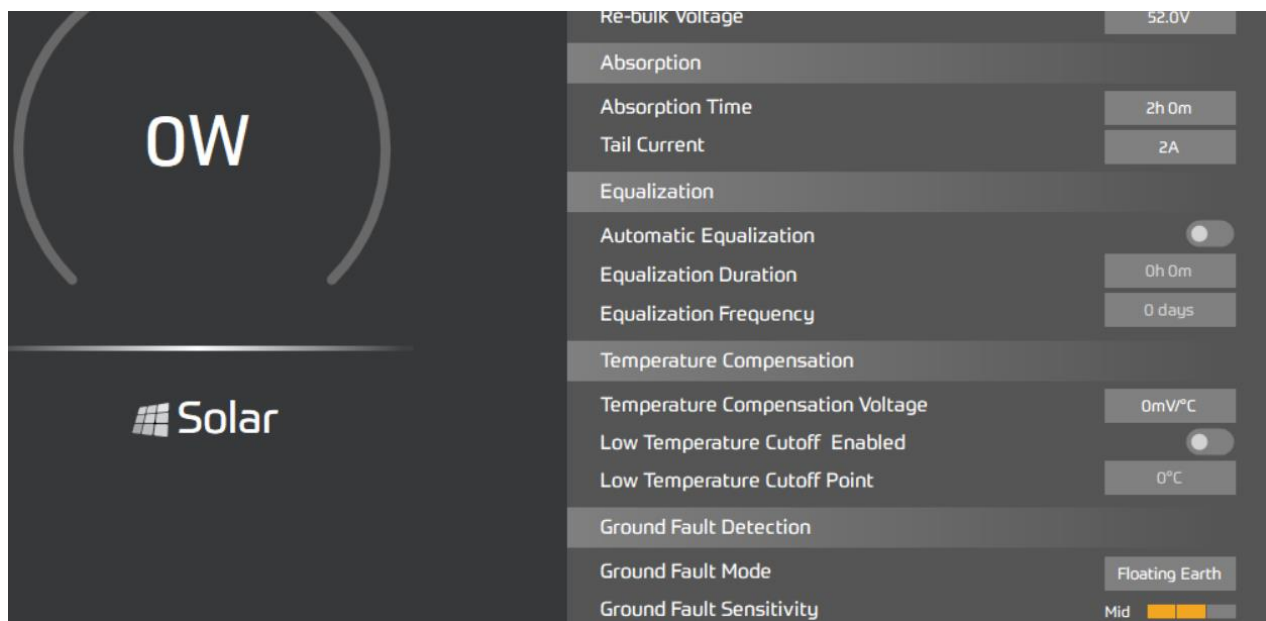 Re-bulk Voltage 52.0V
Absorption
Absorption Time 2h 0m
Tail Current 2A
Equalization
Automatic Equalization
Equalization Duration 0h 0m
Equalization Frequency 0 days
Temperature Compensation
Temperature Compensation Voltage 0mV/°C
Low Temperature Cutoff Enabled
Low Temperature Cutoff Point 0°C
Ground Fault Detection
Ground Fault Mode Floating Earth
Ground Fault Sensitivity Mid
0W
Solar